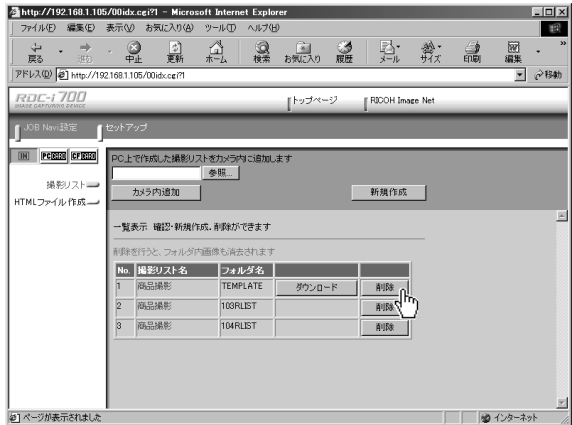 http://192.168.1.105/00idx.cgi?1 - Microsoft Internet Explorer
ファイル(F) 編集(E) 表示(V) お気に入り(A) ツール(T) ヘルプ(H)
戻る 進む 中止 更新 ホーム 検索 お気に入り 履歴 メール サイズ 印刷 編集 »
アドレス(D) http://192.168.1.105/00idx.cgi?1 移動
RDC-i 700
IMAGE CAPTURING DEVICE
トップページ RICOH Image Net
JOB Navi設定 セットアップ
IN PC CF
PC上で作成した撮影リストをカメラ内に追加します
参照...
撮影リスト
カメラ内追加 新規作成
HTMLファイル作成
一覧表示 確認・新規作成、削除ができます
削除を行うと、フォルダ内画像も消去されます
No. 撮影リスト名 フォルダ名
1 商品撮影 TEMPLATE ダウンロード 削除
2 商品撮影 103RLIST 削除
3 商品撮影 104RLIST 削除
ページが表示されました インターネット